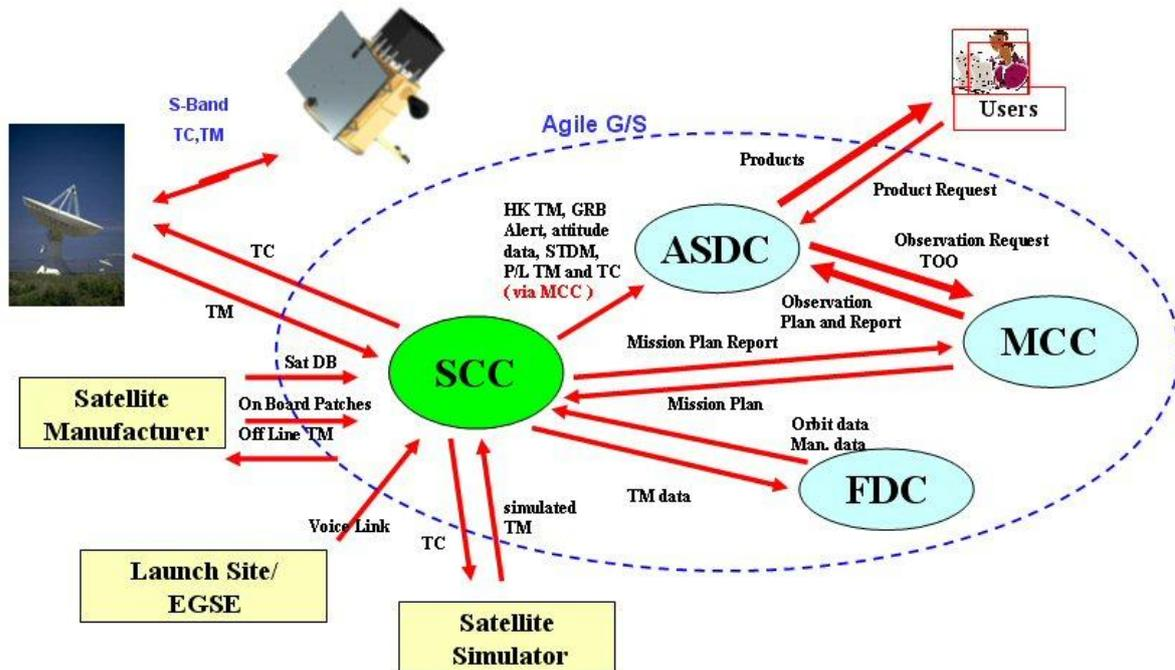 S-Band
TC,TM
Agile G/S
Users
Products
Product Request
HK TM, GRB
Alert, attitude
data, STDM,
P/L TM and TC
( via MCC )
ASDC
Observation Request
TOO
Observation
Plan and Report
MCC
TC
TM
SCC
Mission Plan Report
Mission Plan
Sat DB
On Board Patches
Off Line TM
Satellite
Manufacturer
Orbit data
Man. data
FDC
TM data
Voice Link
TC
simulated
TM
Launch Site/
EGSE
Satellite
Simulator